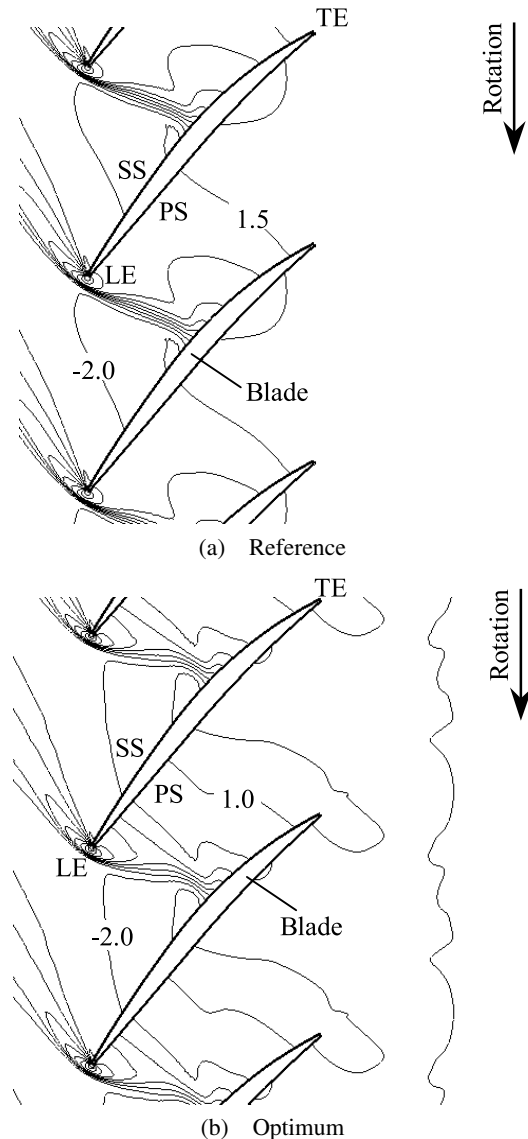 TE
Rotation
SS
PS
1.5
LE
-2.0
Blade
(a) Reference
TE
Rotation
SS
PS
1.0
LE
Blade
-2.0
(b) Optimum